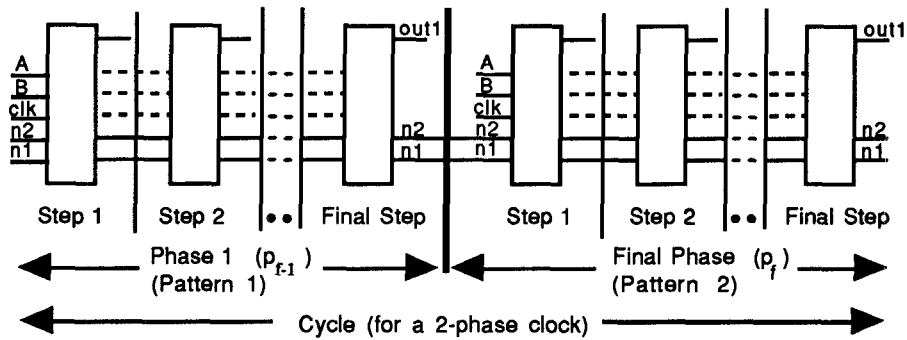 out1 out1
A A
B B
clk clk
n2 n2 n2 n2
n1 n1 n1 n1
Step 1 Step 2 •• Final Step Step 1 Step 2 •• Final Step
Phase 1 (p_{f-1}) Final Phase (p_f)
(Pattern 1) (Pattern 2)
Cycle (for a 2-phase clock)